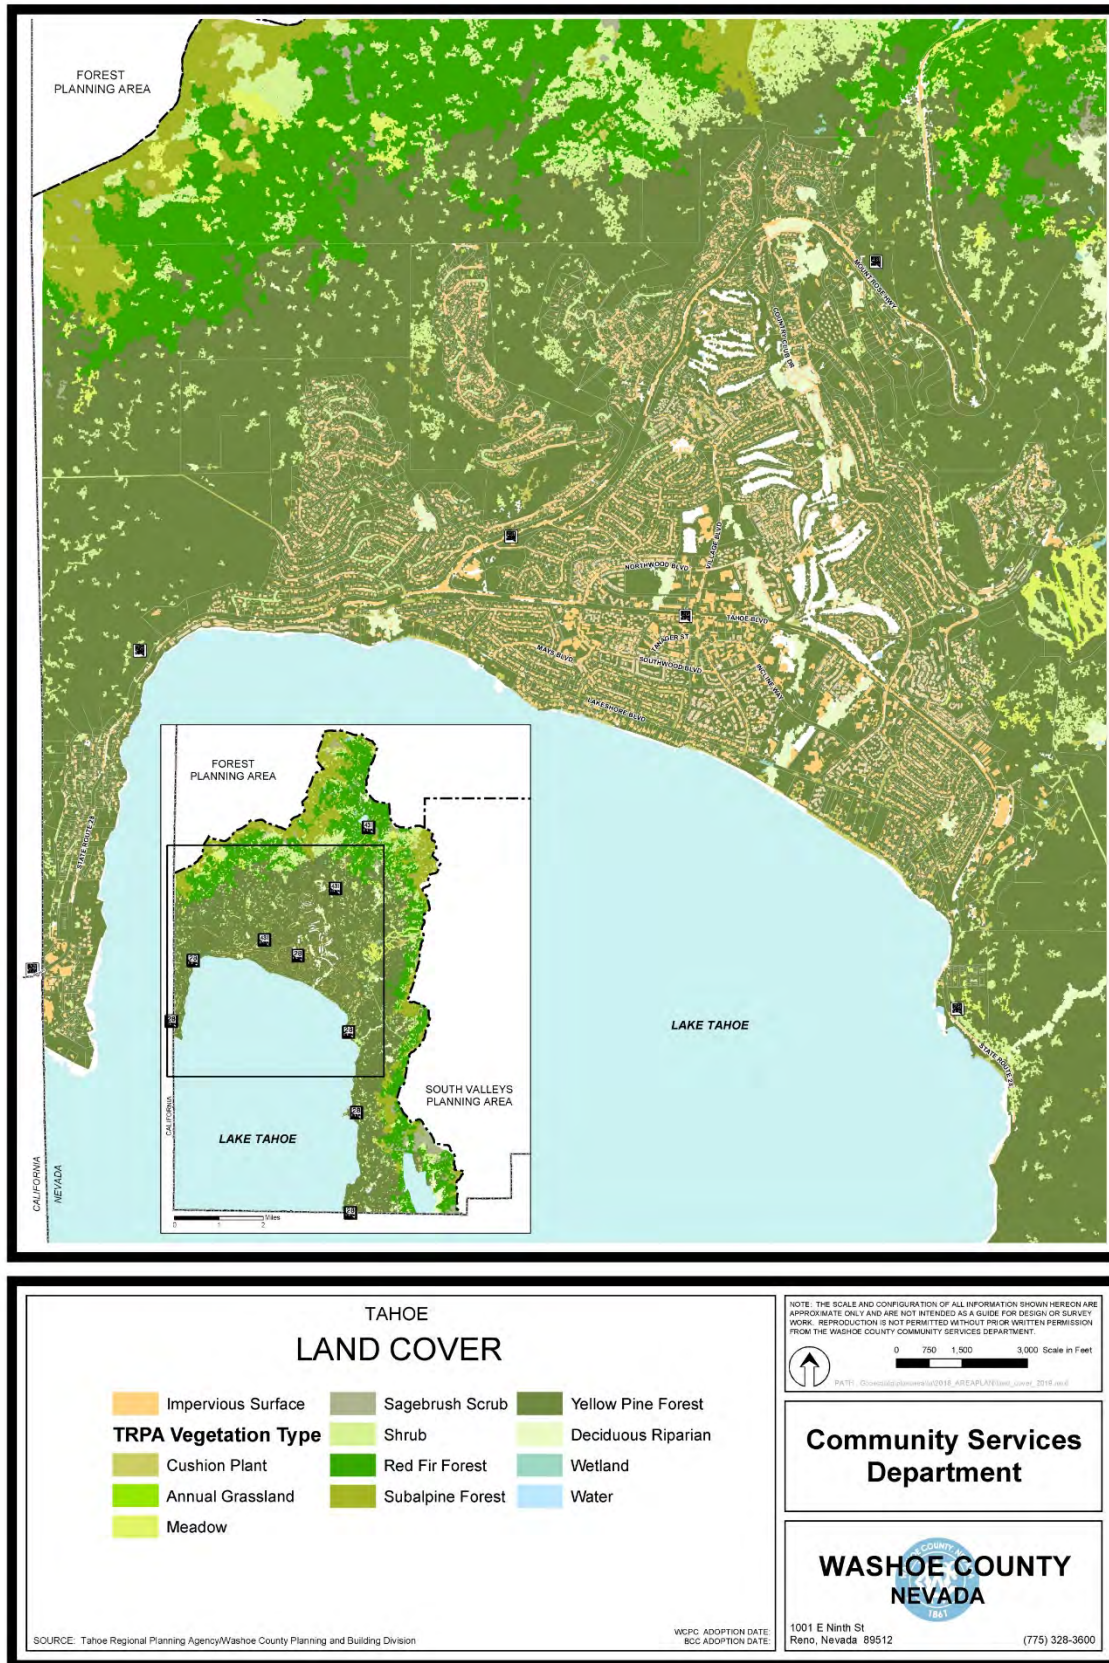 FOREST
PLANNING AREA
MOUNT ROSE HWY
COUNTRY CLUB DR
VILLAGE BLVD
NORTHWOOD BLVD
TAHOE BLVD
TANAGER ST
MAYS BLVD
SOUTHWOOD BLVD
INCLINE WAY
LAKESHORE BLVD
STATE ROUTE 28
LAKE TAHOE
STATE ROUTE 28
CALIFORNIA
NEVADA
FOREST
PLANNING AREA
SOUTH VALLEYS
PLANNING AREA
CALIFORNIA
LAKE TAHOE
0 1 2 Miles
TAHOE
LAND COVER
Impervious Surface
TRPA Vegetation Type
Cushion Plant
Annual Grassland
Meadow
Sagebrush Scrub
Shrub
Red Fir Forest
Subalpine Forest
Yellow Pine Forest
Deciduous Riparian
Wetland
Water
SOURCE: Tahoe Regional Planning Agency/Washoe County Planning and Building Division
WCPC ADOPTION DATE:
BCC ADOPTION DATE:
NOTE: THE SCALE AND CONFIGURATION OF ALL INFORMATION SHOWN HEREON ARE
APPROXIMATE ONLY AND ARE NOT INTENDED AS A GUIDE FOR DESIGN OR SURVEY
WORK. REPRODUCTION IS NOT PERMITTED WITHOUT PRIOR WRITTEN PERMISSION
FROM THE WASHOE COUNTY COMMUNITY SERVICES DEPARTMENT.
0 750 1,500 3,000 Scale in Feet
Community Services
Department
WASHOE COUNTY
NEVADA
1861
1001 E Ninth St
Reno, Nevada 89512
(775) 328-3600